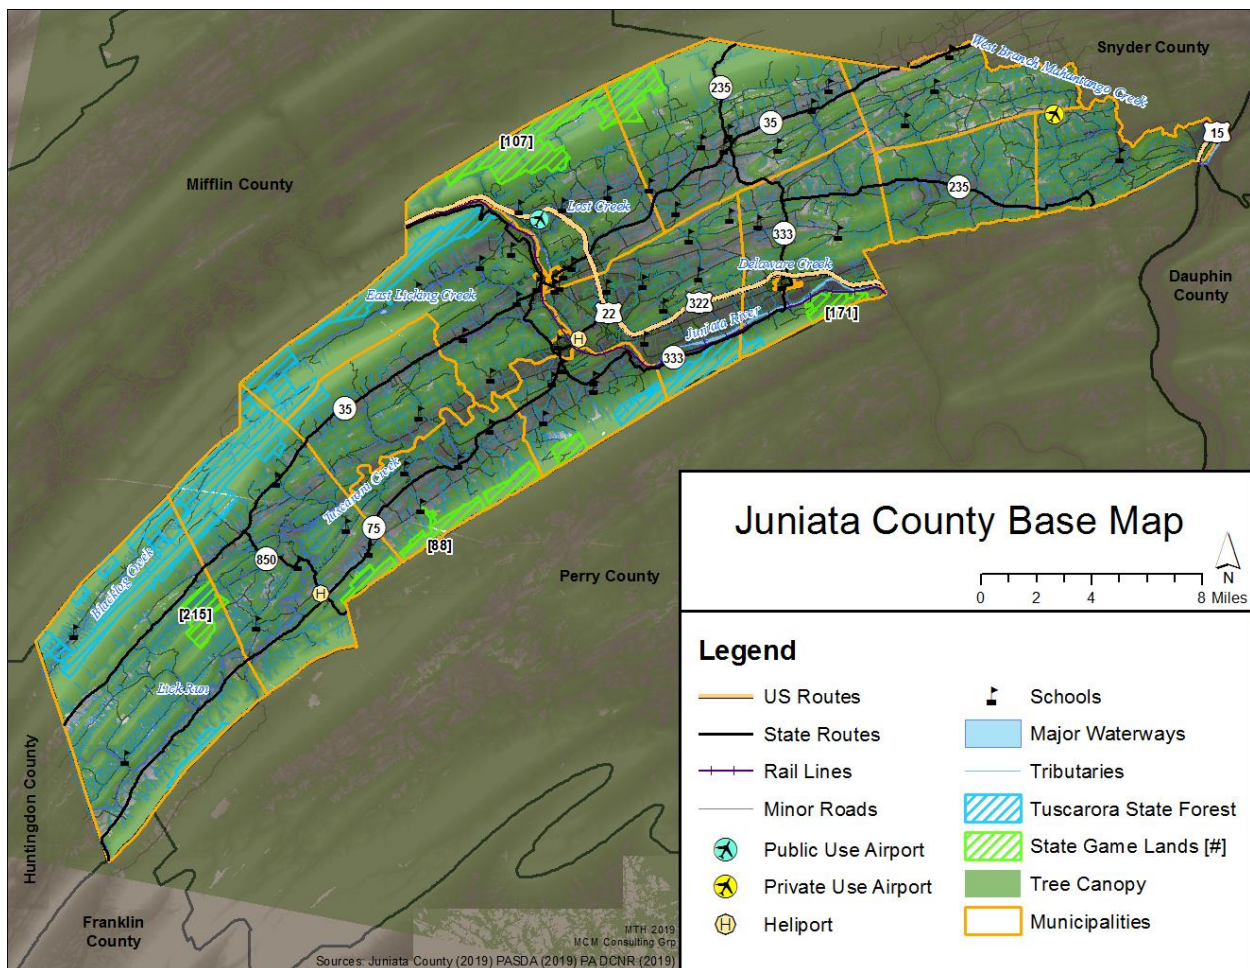 Snyder County
West Branch Mahantango Creek
235
35
15
[107]
Mifflin County
235
Lost Creek
333
Delaware Creek
Dauphin
County
East Licking Creek
322
22
Juniata River
[171]
H
333
35
Tuscarora Creek
75
850
[88]
Perry County
Blacklog Creek
H
[215]
Lick Run
Huntingdon County
Franklin
County
Juniata County Base Map
N
0 2 4 8 Miles
Legend
US Routes
State Routes
Rail Lines
Minor Roads
Public Use Airport
Private Use Airport
H Heliport
Schools
Major Waterways
Tributaries
Tuscarora State Forest
State Game Lands [#]
Tree Canopy
Municipalities
MTH 2019
MCM Consulting Grp
Sources: Juniata County (2019) PASDA (2019) PA DCNR (2019)